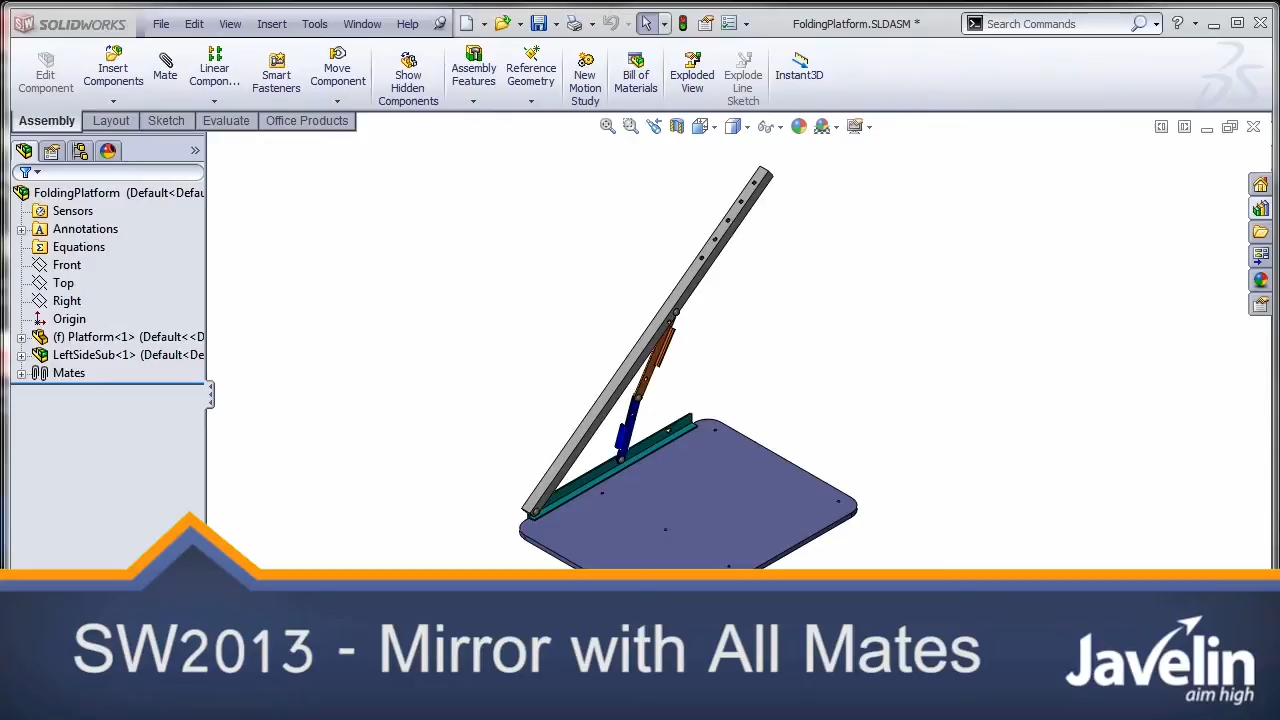 SOLIDWORKS File Edit View Insert Tools Window Help FoldingPlatform.SLDASM * Search Commands ?
Edit Component
Insert Components
Mate
Linear Compon...
Smart Fasteners
Move Component
Show Hidden Components
Assembly Features
Reference Geometry
New Motion Study
Bill of Materials
Exploded View
Explode Line Sketch
Instant3D
Assembly Layout Sketch Evaluate Office Products
FoldingPlatform (Default<Defau
Sensors
Annotations
Equations
Front
Top
Right
Origin
(f) Platform<1> (Default<<D
LeftSideSub<1> (Default<De
Mates
SW2013 - Mirror with All Mates
Javelin
aim high